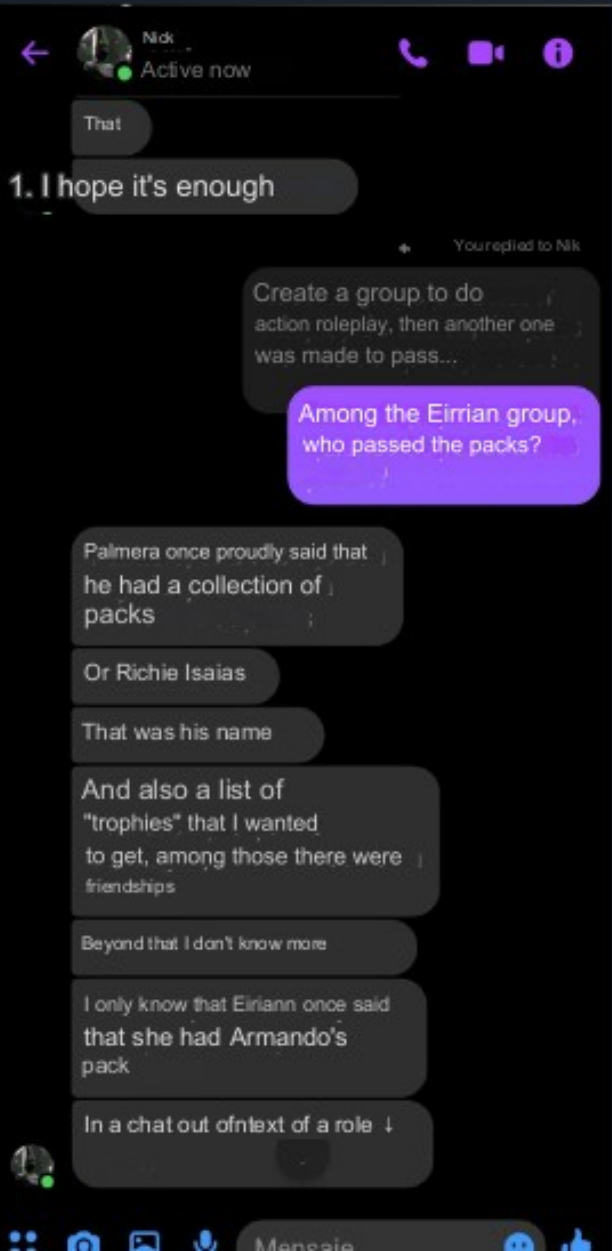 Nick
Active now
That
1. I hope it's enough
You replied to Nik
Create a group to do
action roleplay, then another one
was made to pass...
Among the Eirrian group,
who passed the packs?
Palmera once proudly said that
he had a collection of
packs
Or Richie Isaias
That was his name
And also a list of
"trophies" that I wanted
to get, among those there were
friendships
Beyond that I don't know more
I only know that Eiriann once said
that she had Armando's
pack
In a chat out ofntext of a role ↓
Mensaje